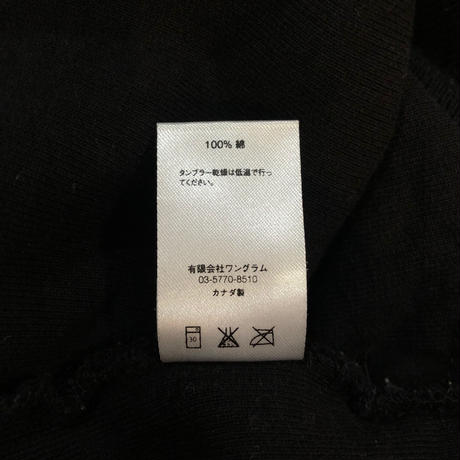 100% 綿
タンブラー乾燥は低温で行っ
てください。
有限会社ワングラム
03-5770-8510
カナダ製
30